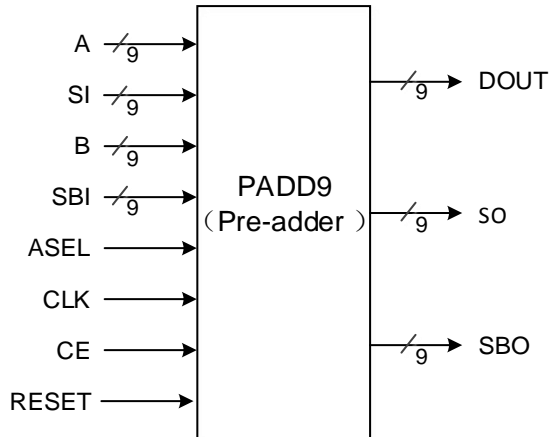 A
9
SI
9
B
9
SBI
9
ASEL
CLK
CE
RESET
PADD9
（Pre-adder ）
9
DOUT
9
SO
9
SBO